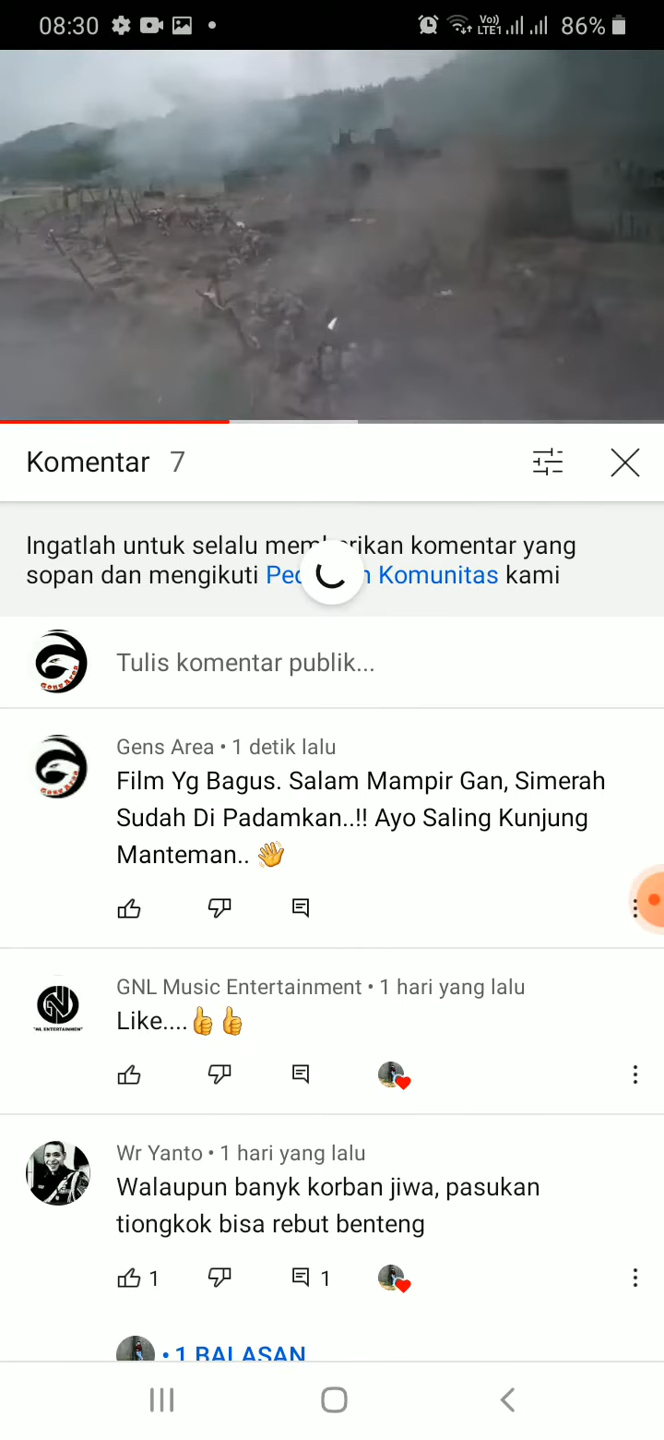 08:30
Vo))
LTE1
86%
Komentar 7
Ingatlah untuk selalu memberikan komentar yang
sopan dan mengikuti Komunitas kami
Tulis komentar publik...
Gens Area • 1 detik lalu
Film Yg Bagus. Salam Mampir Gan, Simerah
Sudah Di Padamkan..!! Ayo Saling Kunjung
Manteman.. 👋
GNL Music Entertainment • 1 hari yang lalu
Like....👍👍
Wr Yanto • 1 hari yang lalu
Walaupun banyk korban jiwa, pasukan
tiongkok bisa rebut benteng
1
1
• 1 BALASAN